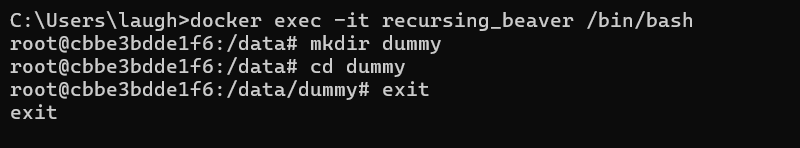 C:\Users\laugh>docker exec -it recursing_beaver /bin/bash
root@cbbe3bdde1f6:/data# mkdir dummy
root@cbbe3bdde1f6:/data# cd dummy
root@cbbe3bdde1f6:/data/dummy# exit
exit